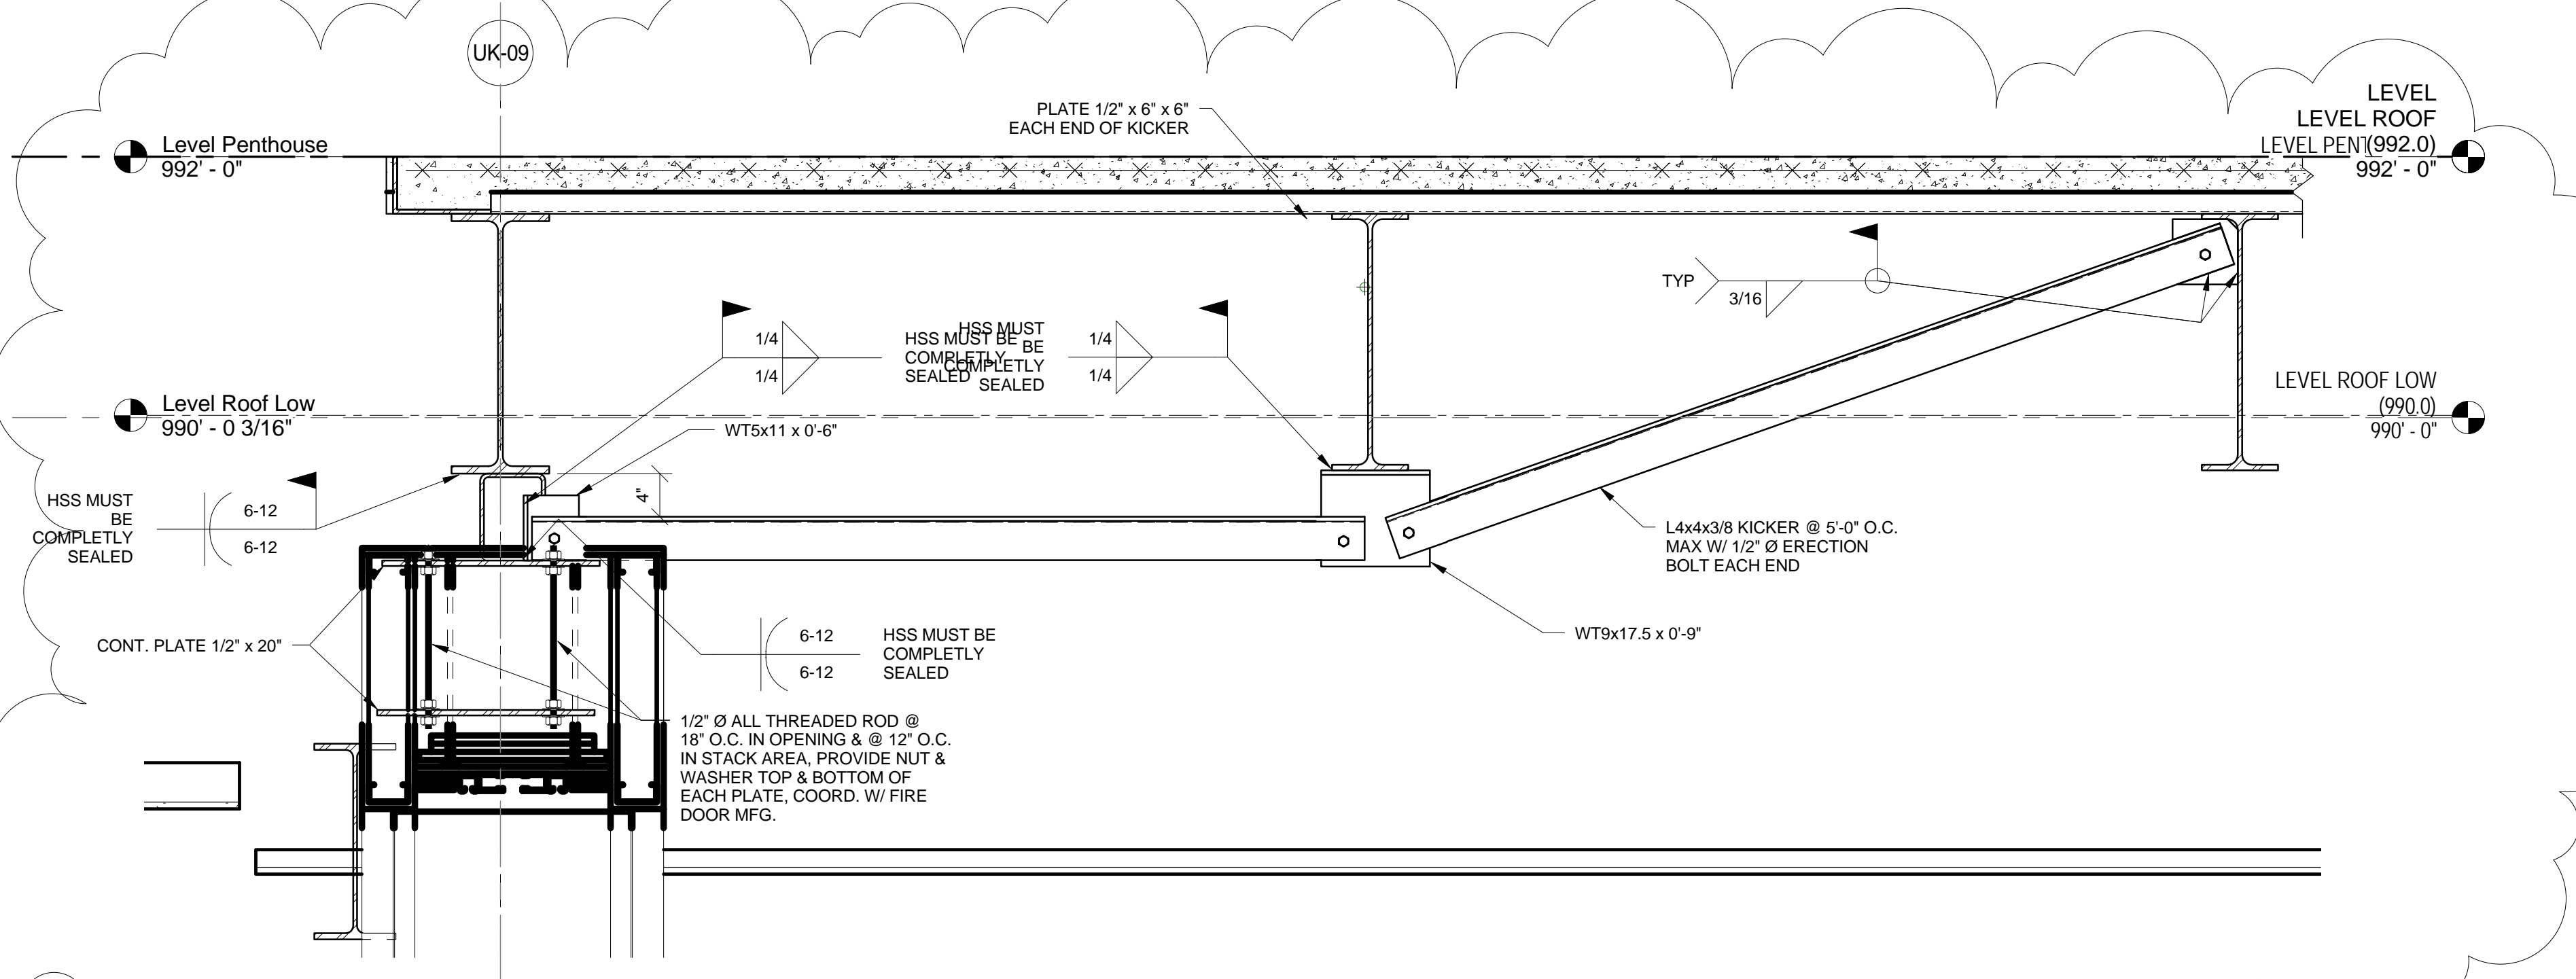 UK-09
Level Penthouse
992' - 0"
PLATE 1/2" x 6" x 6"
EACH END OF KICKER
LEVEL
LEVEL ROOF
LEVEL PENT(992.0)
992' - 0"
TYP
3/16
1/4
1/4
HSS MUST BE
COMPLETLY
SEALED
HSS MUST
BE
COMPLETLY
SEALED
1/4
1/4
Level Roof Low
990' - 0 3/16"
LEVEL ROOF LOW
(990.0)
990' - 0"
WT5x11 x 0'-6"
4"
HSS MUST
BE
COMPLETLY
SEALED
6-12
6-12
L4x4x3/8 KICKER @ 5'-0" O.C.
MAX W/ 1/2" Ø ERECTION
BOLT EACH END
WT9x17.5 x 0'-9"
CONT. PLATE 1/2" x 20"
6-12
6-12
HSS MUST BE
COMPLETLY
SEALED
1/2" Ø ALL THREADED ROD @
18" O.C. IN OPENING & @ 12" O.C.
IN STACK AREA, PROVIDE NUT &
WASHER TOP & BOTTOM OF
EACH PLATE, COORD. W/ FIRE
DOOR MFG.